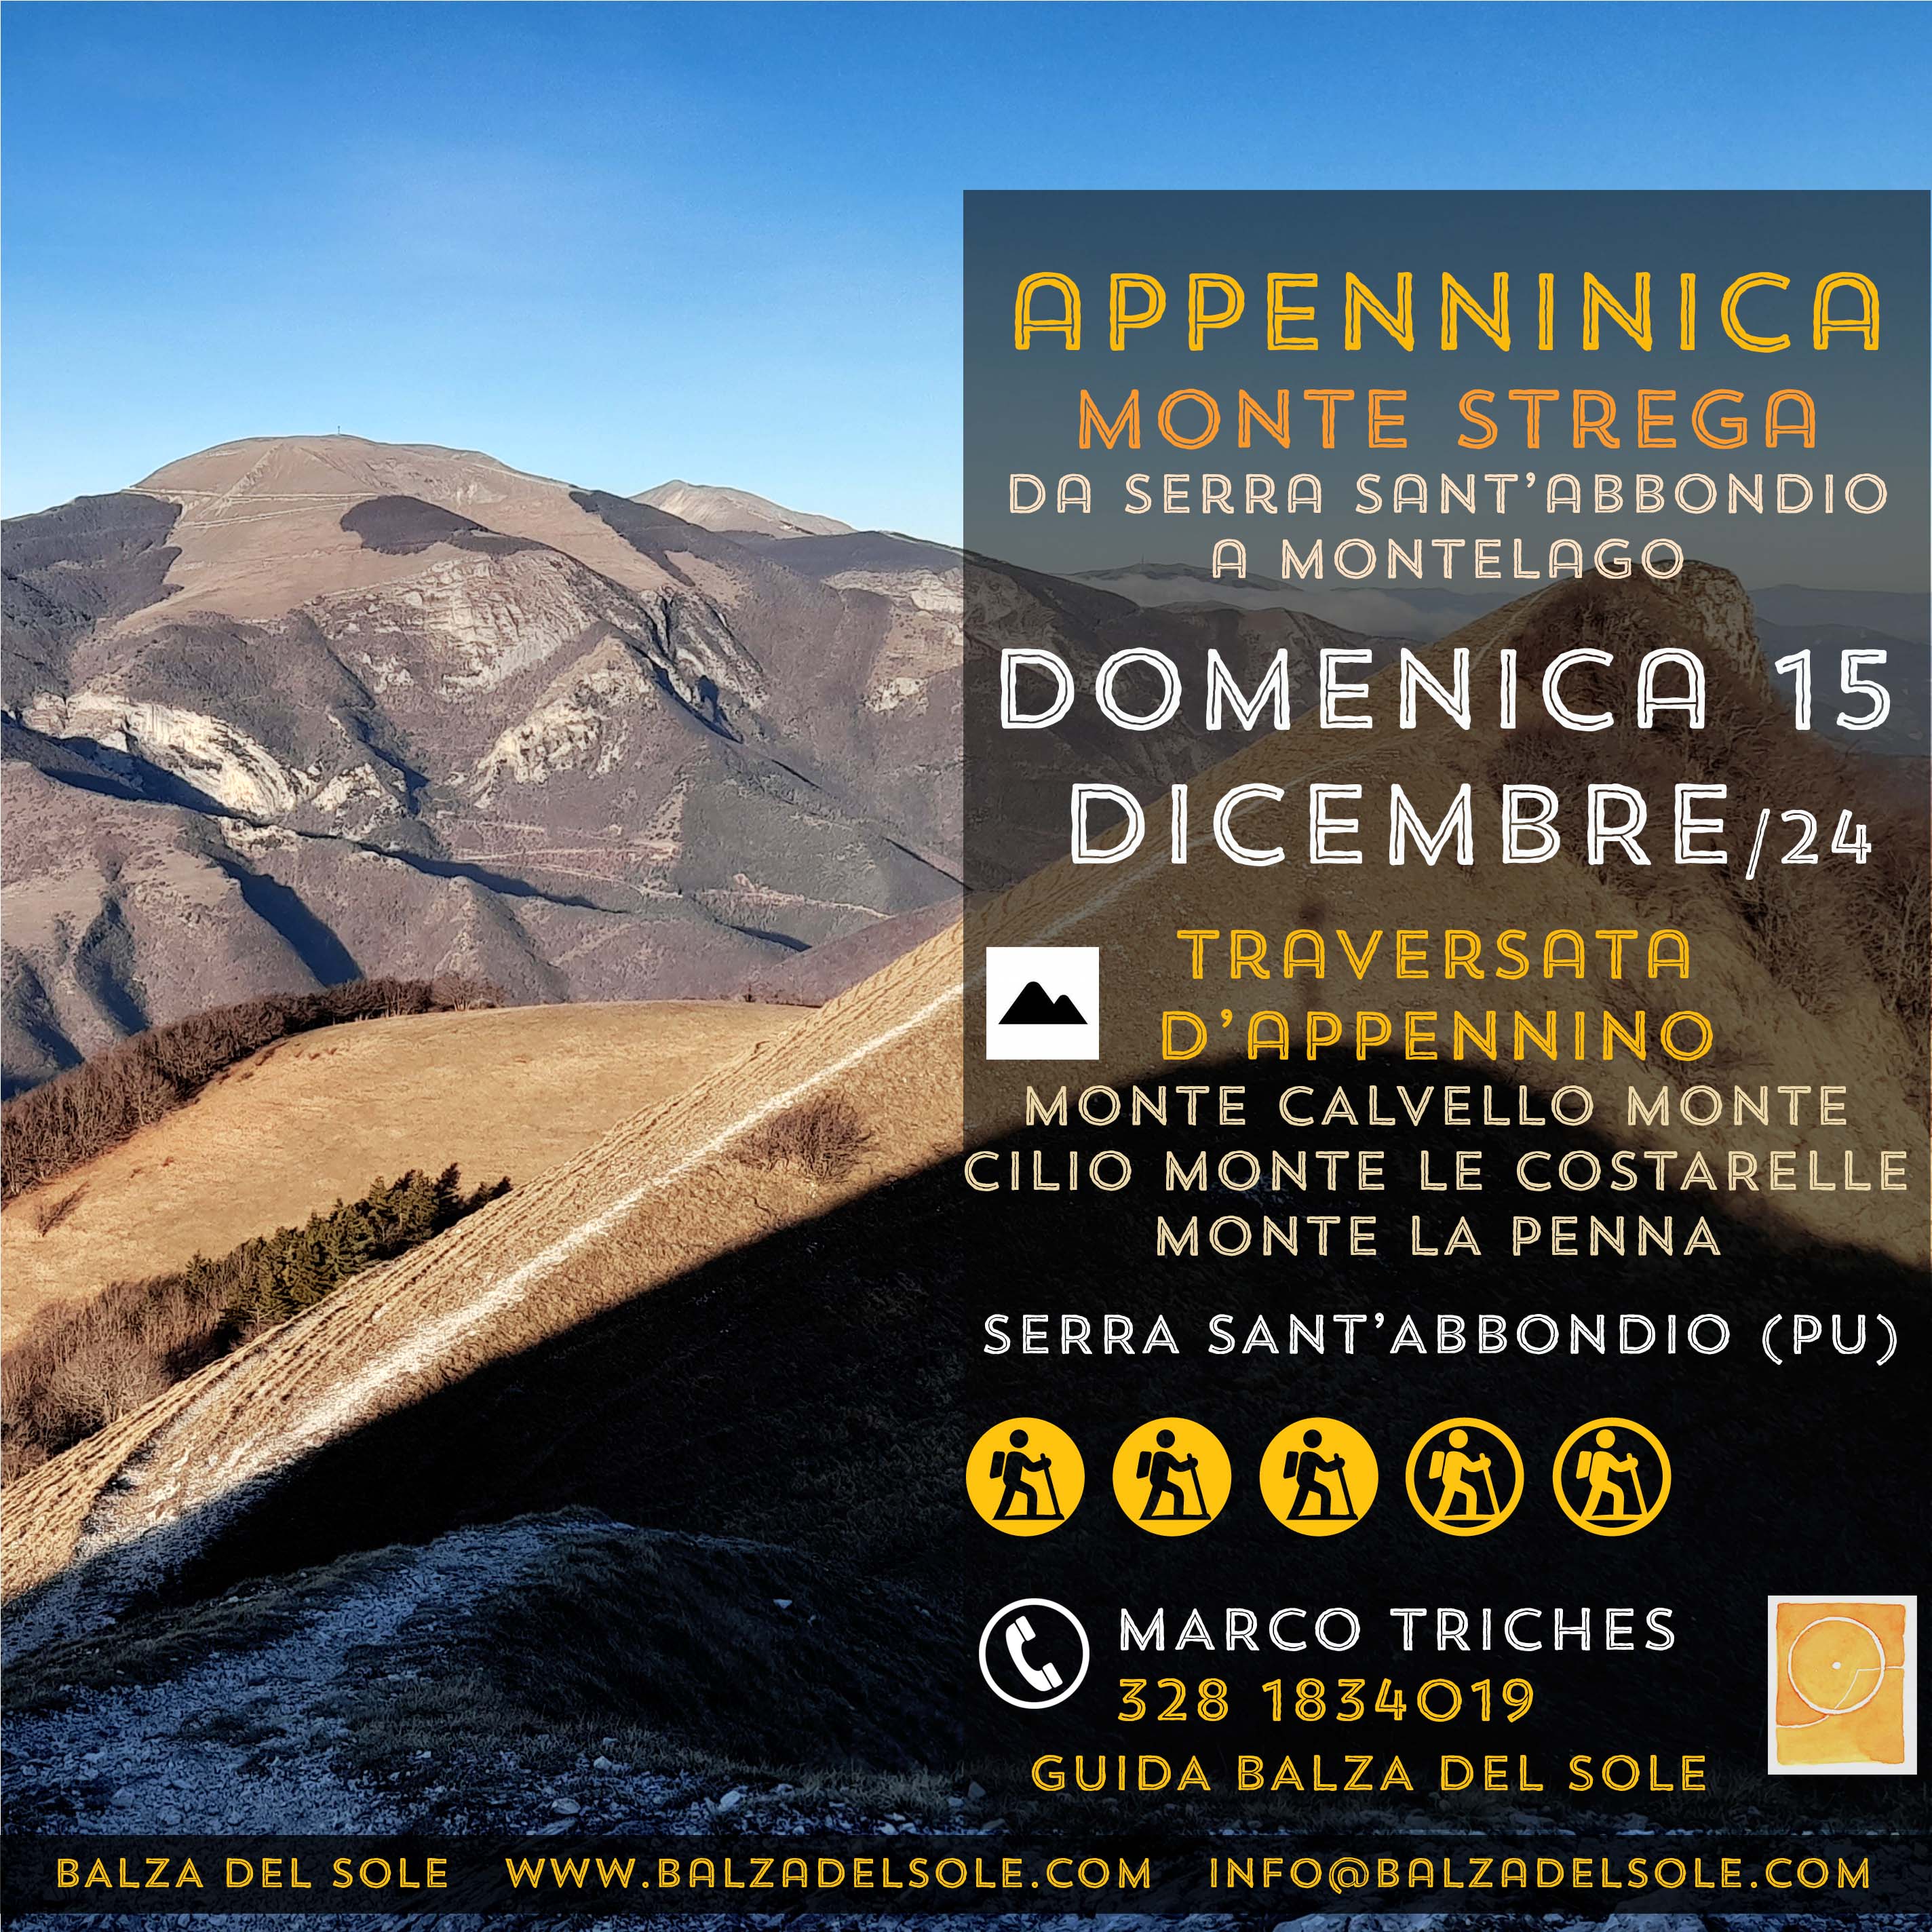 APPENNINICA
MONTE STREGA
DA SERRA SANT'ABBONDIO
A MONTELAGO
DOMENICA 15
DICEMBRE/24
TRAVERSATA
D'APPENNINO
MONTE CALVELLO MONTE
CILIO MONTE LE COSTARELLE
MONTE LA PENNA
SERRA SANT'ABBONDIO (PU)
MARCO TRICHES
328 1834019
GUIDA BALZA DEL SOLE
BALZA DEL SOLE WWW.BALZADELSOLE.COM INFO@BALZADELSOLE.COM